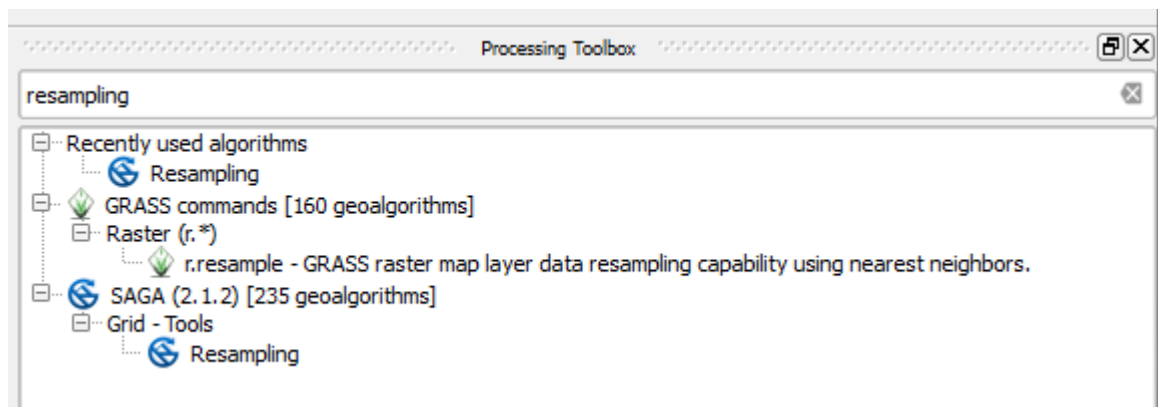 Processing Toolbox
resampling
Recently used algorithms
Resampling
GRASS commands [160 geoalgorithms]
Raster (r.*)
r.resample - GRASS raster map layer data resampling capability using nearest neighbors.
SAGA (2.1.2) [235 geoalgorithms]
Grid - Tools
Resampling